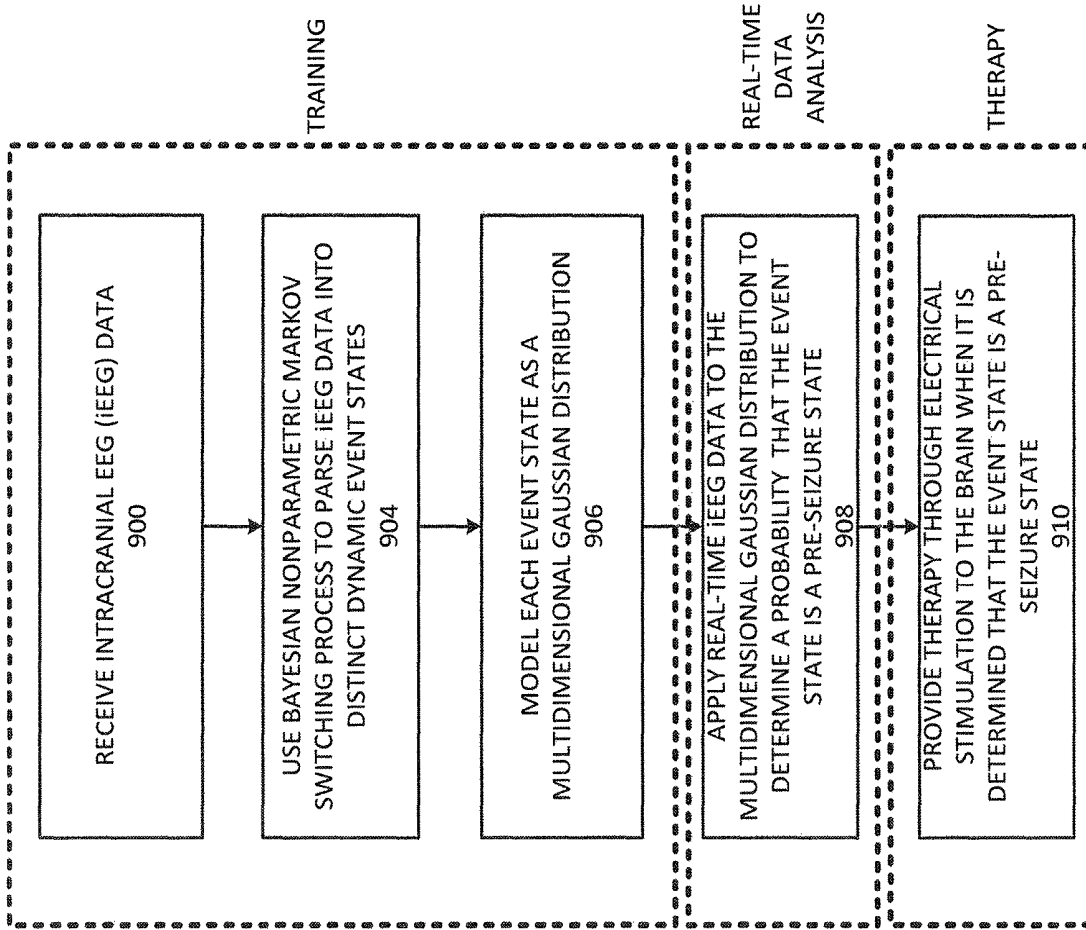 RECEIVE INTRACRANIAL EEG (iEEG) DATA
900
USE BAYESIAN NONPARAMETRIC MARKOV
SWITCHING PROCESS TO PARSE iEEG DATA INTO
DISTINCT DYNAMIC EVENT STATES
904
MODEL EACH EVENT STATE AS A
MULTIDIMENSIONAL GAUSSIAN DISTRIBUTION
906
TRAINING
APPLY REAL-TIME iEEG DATA TO THE
MULTIDIMENSIONAL GAUSSIAN DISTRIBUTION TO
DETERMINE A PROBABILITY THAT THE EVENT
STATE IS A PRE-SEIZURE STATE
908
REAL-TIME
DATA
ANALYSIS
PROVIDE THERAPY THROUGH ELECTRICAL
STIMULATION TO THE BRAIN WHEN IT IS
DETERMINED THAT THE EVENT STATE IS A PRE-
SEIZURE STATE
910
THERAPY